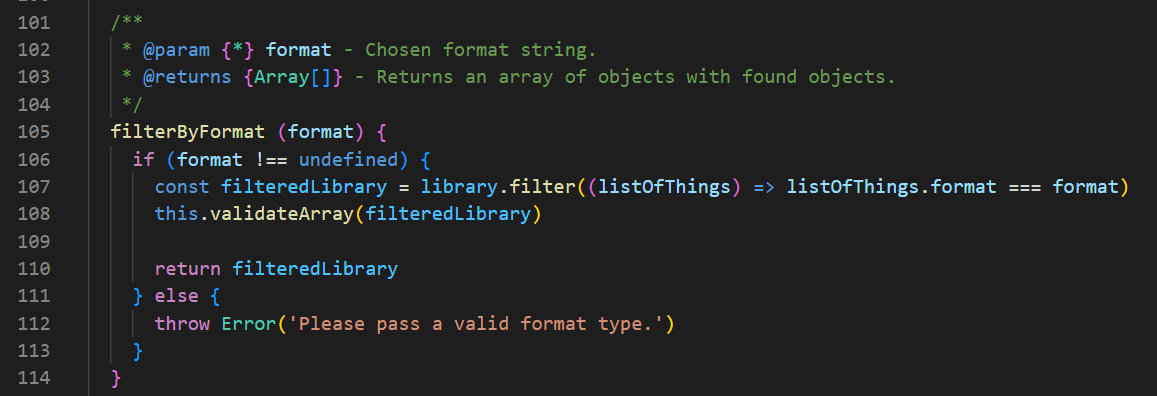 101 /**
102  * @param {*} format - Chosen format string.
103  * @returns {Array[]} - Returns an array of objects with found objects.
104  */
105 filterByFormat (format) {
106   if (format !== undefined) {
107     const filteredLibrary = library.filter((listOfThings) => listOfThings.format === format)
108     this.validateArray(filteredLibrary)
109
110     return filteredLibrary
111   } else {
112     throw Error('Please pass a valid format type.')
113   }
114 }